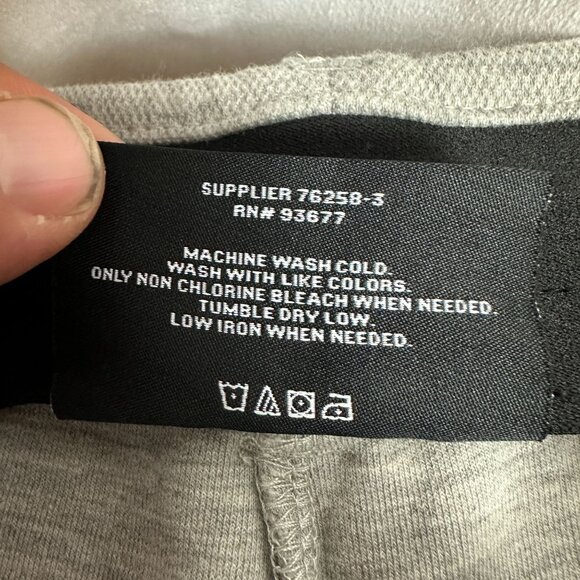 SUPPLIER 76258-3
RN# 93677
MACHINE WASH COLD.
WASH WITH LIKE COLORS.
ONLY NON CHLORINE BLEACH WHEN NEEDED.
TUMBLE DRY LOW.
LOW IRON WHEN NEEDED.